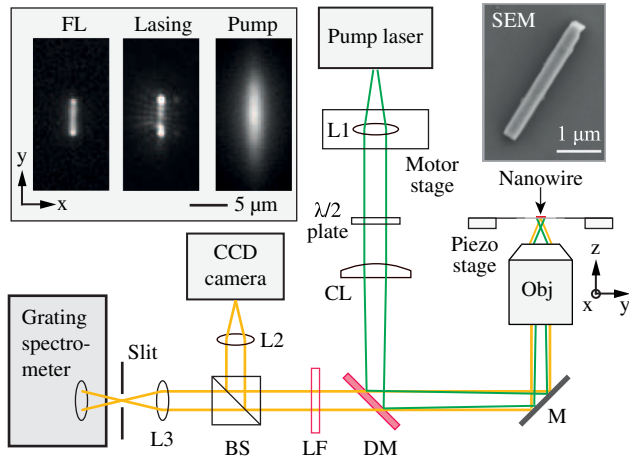 FL
Lasing
Pump
y
x
5 μm
Pump laser
L1
Motor
stage
λ/2
plate
CL
SEM
1 μm
Nanowire
Piezo
stage
Obj
z
x
y
CCD
camera
L2
Grating
spectro-
meter
Slit
L3
BS
LF
DM
M